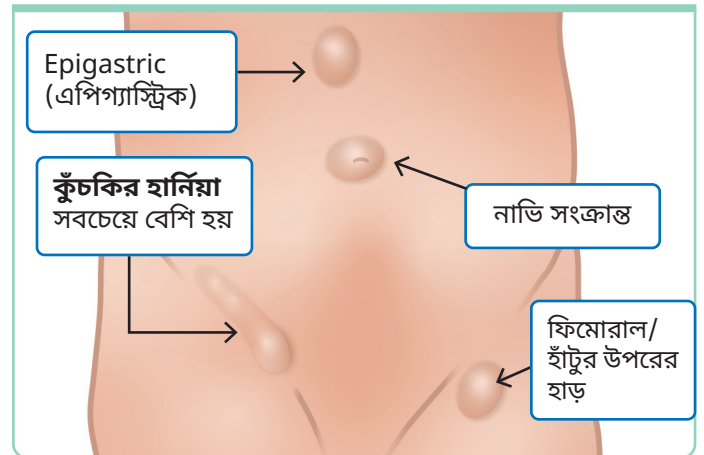 Epigastric
(এপিগ্যাস্ট্রিক)
কুঁচকির হার্নিয়া
সবচেয়ে বেশি হয়
নাভি সংক্রান্ত
ফিমোরাল/
হাঁটুর উপরের
হাড়